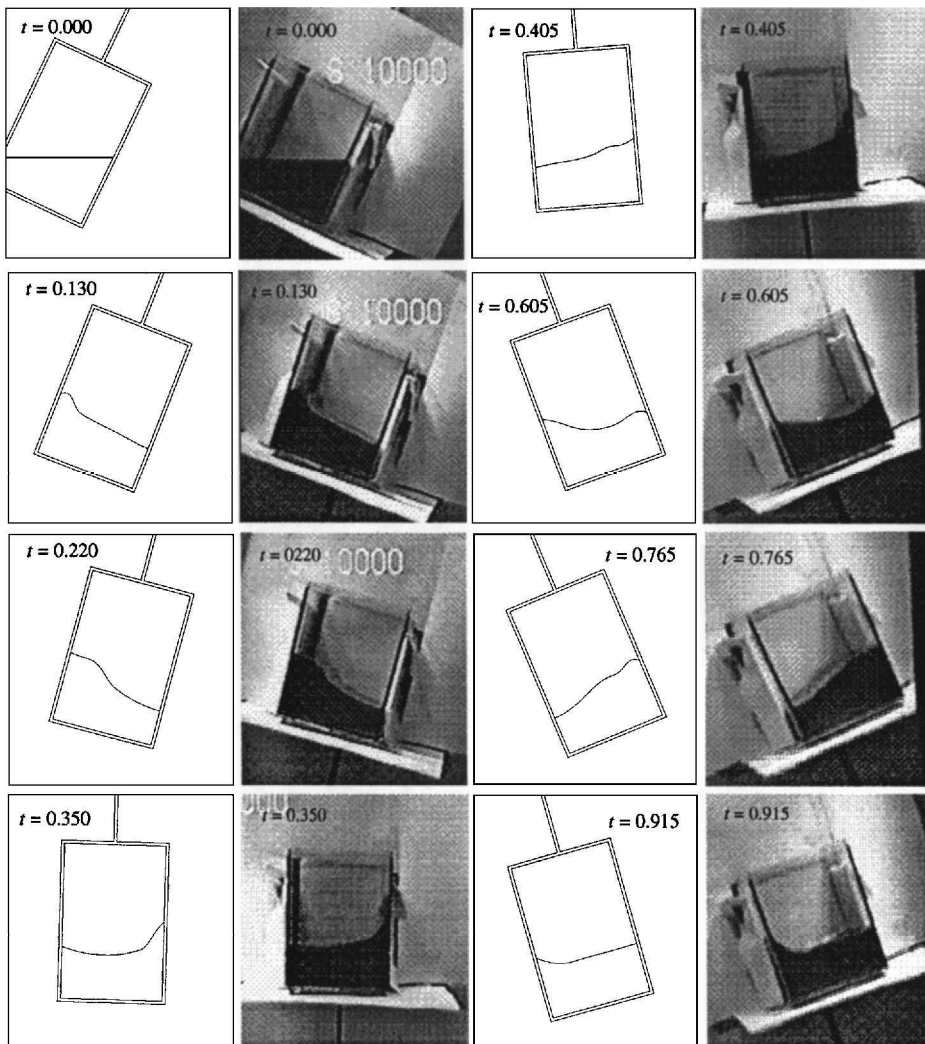 t = 0.000
t = 0.000
S 10000
t = 0.405
t = 0.405
t = 0.130
t = 0.130
S 10000
t = 0.605
t = 0.605
t = 0.220
t = 0220
10000
t = 0.765
t = 0.765
t = 0.350
t = 0.350
t = 0.915
t = 0.915